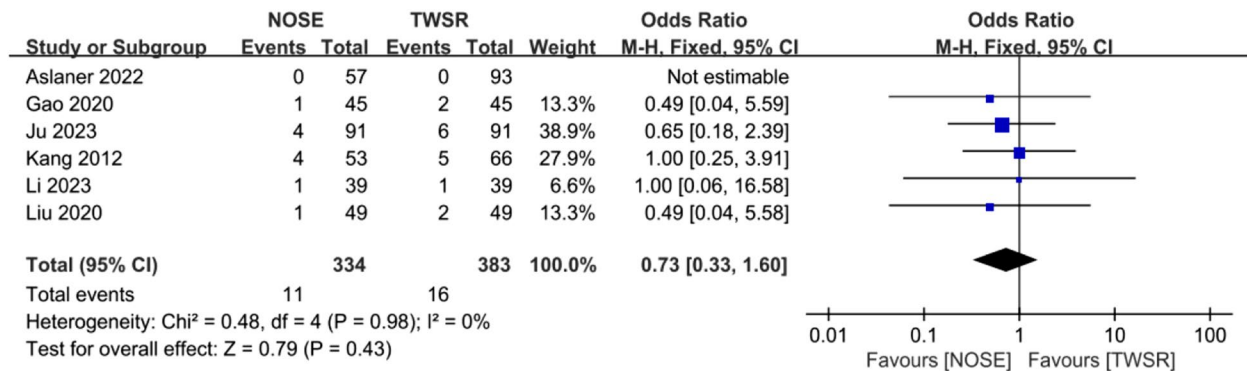 NOSE TWSR Odds Ratio Odds Ratio
Study or Subgroup Events Total Events Total Weight M-H, Fixed, 95% CI M-H, Fixed, 95% CI
Aslaner 2022 0 57 0 93 Not estimable
Gao 2020 1 45 2 45 13.3% 0.49 [0.04, 5.59]
Ju 2023 4 91 6 91 38.9% 0.65 [0.18, 2.39]
Kang 2012 4 53 5 66 27.9% 1.00 [0.25, 3.91]
Li 2023 1 39 1 39 6.6% 1.00 [0.06, 16.58]
Liu 2020 1 49 2 49 13.3% 0.49 [0.04, 5.58]
Total (95% CI) 334 383 100.0% 0.73 [0.33, 1.60]
Total events 11 16
Heterogeneity: Chi² = 0.48, df = 4 (P = 0.98); I² = 0%
Test for overall effect: Z = 0.79 (P = 0.43)
0.01 0.1 1 10 100
Favours [NOSE] Favours [TWSR]